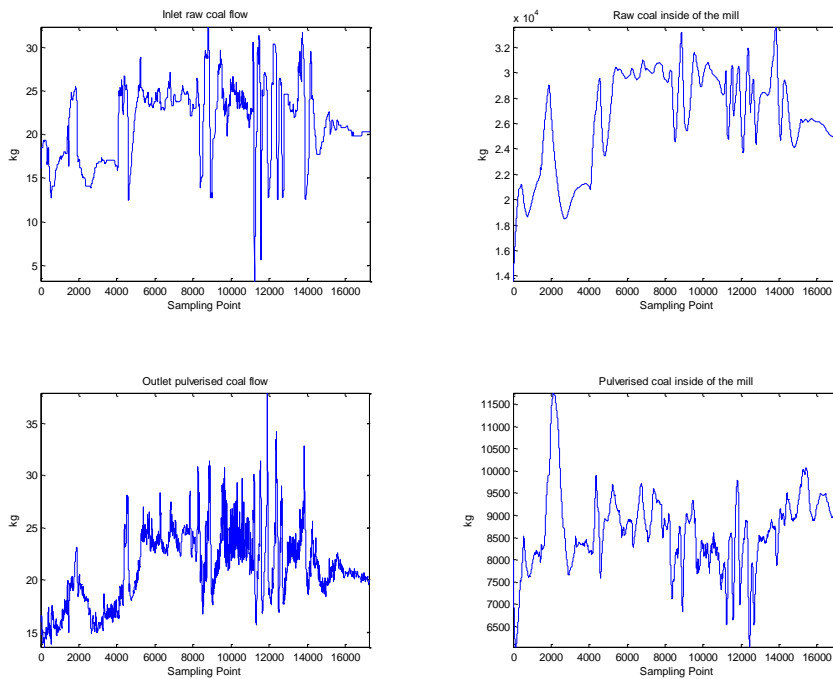 Inlet raw coal flow
30
25
20
15
10
5
kg
0 2000 4000 6000 8000 10000 12000 14000 16000
Sampling Point
Raw coal inside of the mill
x 10^4
3.2
3
2.8
2.6
2.4
2.2
2
1.8
1.6
1.4
kg
0 2000 4000 6000 8000 10000 12000 14000 16000
Sampling Point
Outlet pulverised coal flow
35
30
25
20
15
kg
0 2000 4000 6000 8000 10000 12000 14000 16000
Sampling Point
Pulverised coal inside of the mill
11500
11000
10500
10000
9500
9000
8500
8000
7500
7000
6500
kg
0 2000 4000 6000 8000 10000 12000 14000 16000
Sampling Point